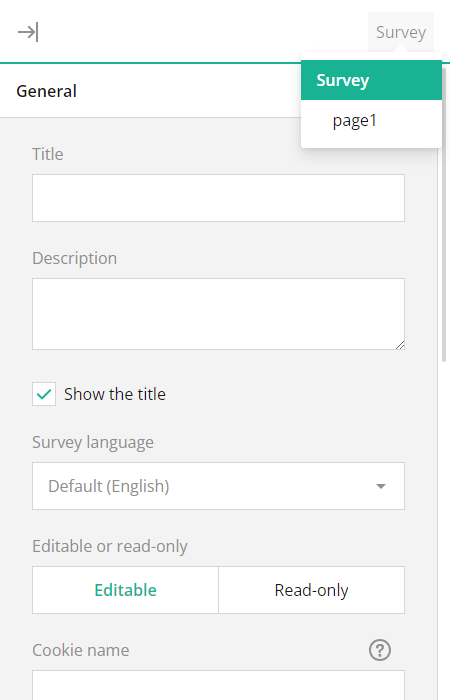 Survey
Survey
page1
General
Title
Description
Show the title
Survey language
Default (English)
Editable or read-only
Editable Read-only
Cookie name